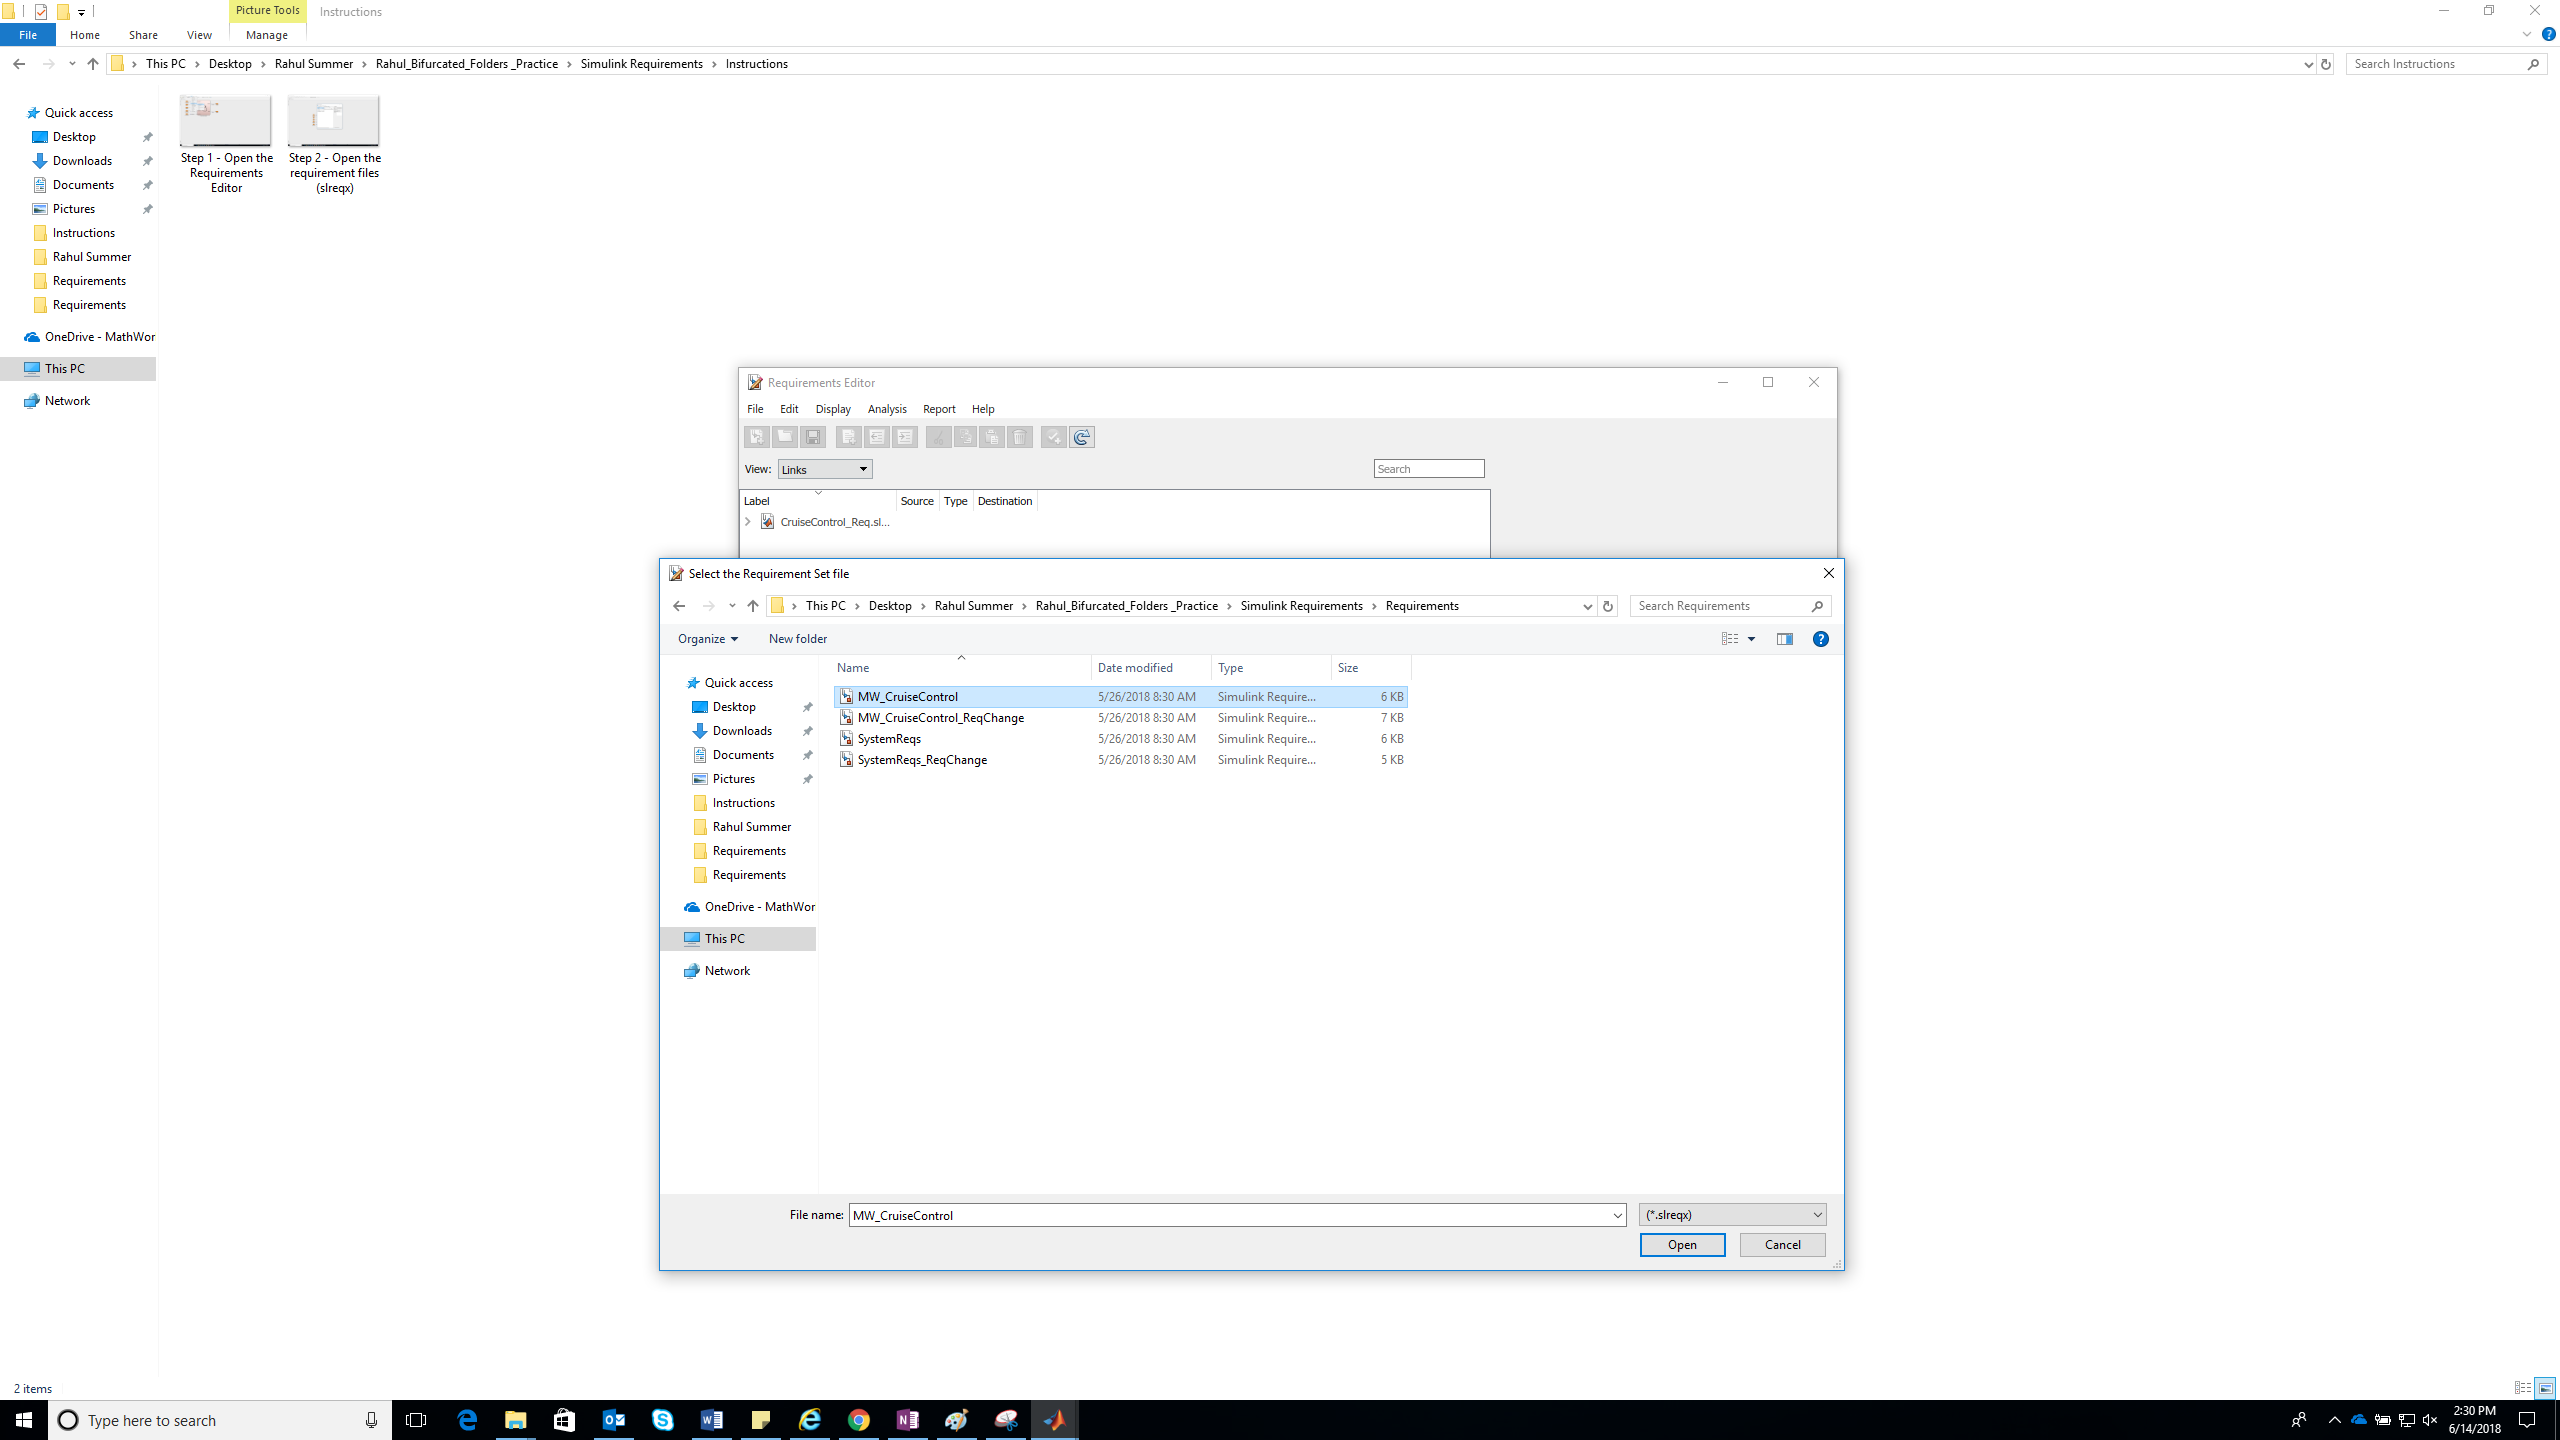 Picture Tools
Instructions
File Home Share View Manage
This PC Desktop Rahul Summer Rahul_Bifurcated_Folders _Practice Simulink Requirements Instructions
Search Instructions
Quick access
Desktop
Downloads
Documents
Pictures
Instructions
Rahul Summer
Requirements
Requirements
OneDrive - MathWor
This PC
Network
Step 1 - Open the
Requirements
Editor
Step 2 - Open the
requirement files
(slreqx)
Requirements Editor
File Edit Display Analysis Report Help
View: Links
Search
Label Source Type Destination
CruiseControl_Req.sl...
Select the Requirement Set file
This PC Desktop Rahul Summer Rahul_Bifurcated_Folders _Practice Simulink Requirements Requirements
Search Requirements
Organize New folder
?
Quick access
Desktop
Downloads
Documents
Pictures
Instructions
Rahul Summer
Requirements
Requirements
OneDrive - MathWor
This PC
Network
Name Date modified Type Size
MW_CruiseControl 5/26/2018 8:30 AM Simulink Require... 6 KB
MW_CruiseControl_ReqChange 5/26/2018 8:30 AM Simulink Require... 7 KB
SystemReqs 5/26/2018 8:30 AM Simulink Require... 6 KB
SystemReqs_ReqChange 5/26/2018 8:30 AM Simulink Require... 5 KB
File name: MW_CruiseControl
(*.slreqx)
Open Cancel
2 items
Type here to search
2:30 PM
6/14/2018